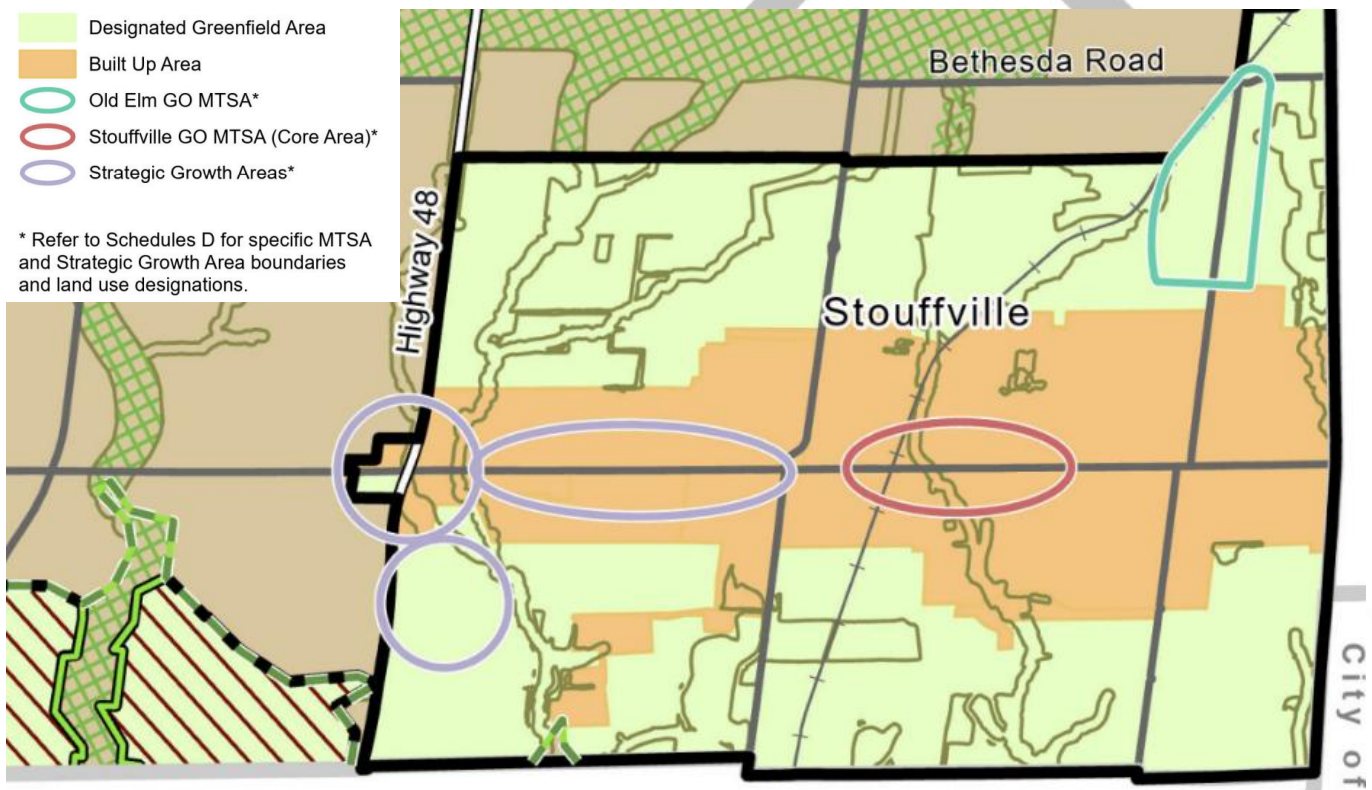 Designated Greenfield Area
Built Up Area
Old Elm GO MTSA*
Stouffville GO MTSA (Core Area)*
Strategic Growth Areas*
* Refer to Schedules D for specific MTSA
and Strategic Growth Area boundaries
and land use designations.
Bethesda Road
Highway 48
Stouffville
City of